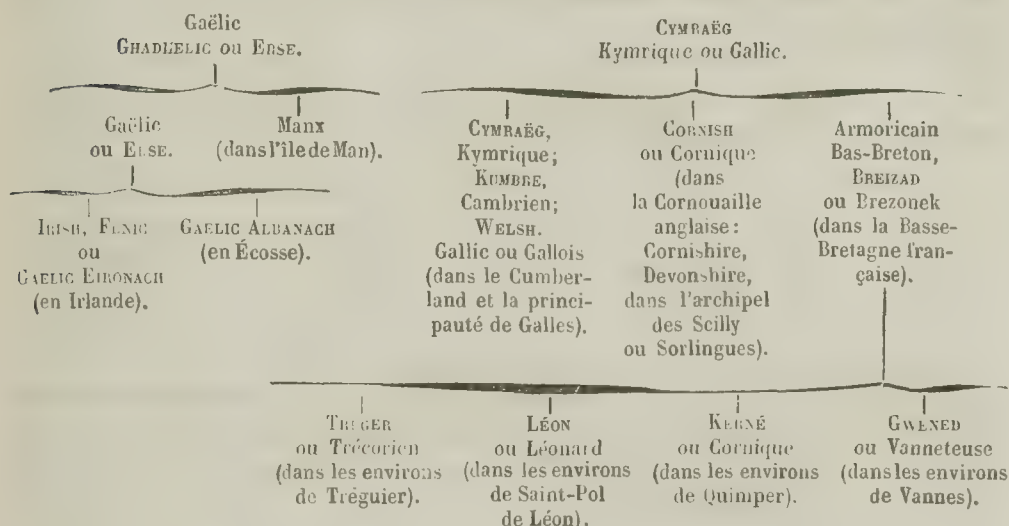 Gaëlic
GHADHELIC ou ERSE.
CYMRAËG
Kymrique ou Gallic.
Gaëlic
ou ERSE.
Manx
(dans l'île de Man).
IRISH, FENIC
ou
GAELIC EIRONACH
(en Irlande).
GAELIC ALBANACH
(en Écosse).
CYMRAËG,
Kymrique;
KUMBRE,
Cambrien;
WELSH.
Gallic ou Gallois
(dans le Cumber-
land et la princi-
pauté de Galles).
CORNISH
ou Cornique
(dans
la Cornouaille
anglaise:
Cornishire,
Devonshire,
dans l'archipel
des Scilly
ou Sorlingues).
Armoricain
Bas-Breton,
BREIZAD
ou Brezonek
(dans la Basse-
Bretagne fran-
çaise).
TREGER
ou Trécorien
(dans les environs
de Tréguier).
LÉON
ou Léonard
(dans les environs
de Saint-Pol
de Léon).
KERNÉ
ou Cornique
(dans les environs
de Quimper).
GWENED
ou Vanneteuse
(dans les environs
de Vannes).